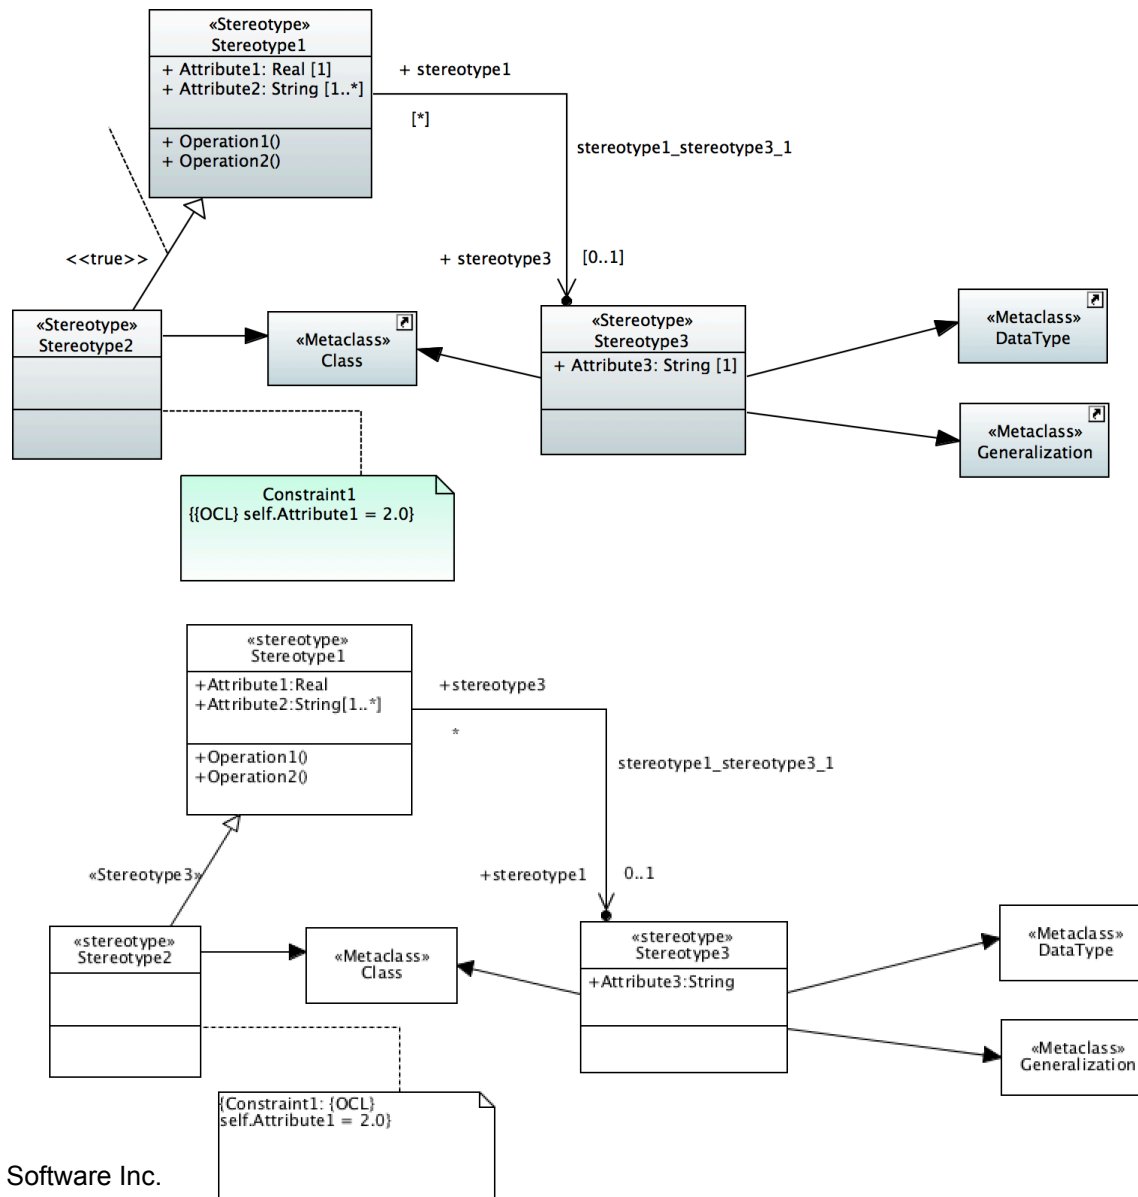 «Stereotype»
Stereotype1
+ Attribute1: Real [1]
+ Attribute2: String [1..*]
+ Operation1()
+ Operation2()
+ stereotype1
[*]
stereotype1_stereotype3_1
<<true>>
+ stereotype3
[0..1]
«Stereotype»
Stereotype2
«Metaclass»
Class
«Stereotype»
Stereotype3
+ Attribute3: String [1]
«Metaclass»
DataType
«Metaclass»
Generalization
Constraint1
{{OCL} self.Attribute1 = 2.0}
«stereotype»
Stereotype1
+Attribute1:Real
+Attribute2:String[1..*]
+Operation1()
+Operation2()
+stereotype3
*
stereotype1_stereotype3_1
«Stereotype3»
+stereotype1
0..1
«stereotype»
Stereotype2
«Metaclass»
Class
«stereotype»
Stereotype3
+Attribute3:String
«Metaclass»
DataType
«Metaclass»
Generalization
{Constraint1: {OCL}
self.Attribute1 = 2.0}
Software Inc.